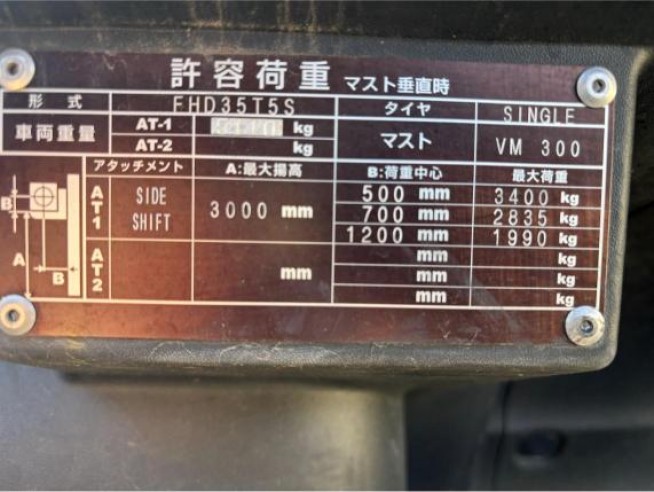 許容荷重 マスト垂直時
形式 FHD35T5S タイヤ SINGLE
車両重量 AT-1 kg マスト VM 300
AT-2 kg
アタッチメント A:最大揚高 B:荷重中心 最大荷重
AT1 SIDE SHIFT 3000 mm 500 mm 3400 kg
700 mm 2835 kg
1200 mm 1990 kg
AT2 mm mm kg
mm kg
mm kg
B
A
B